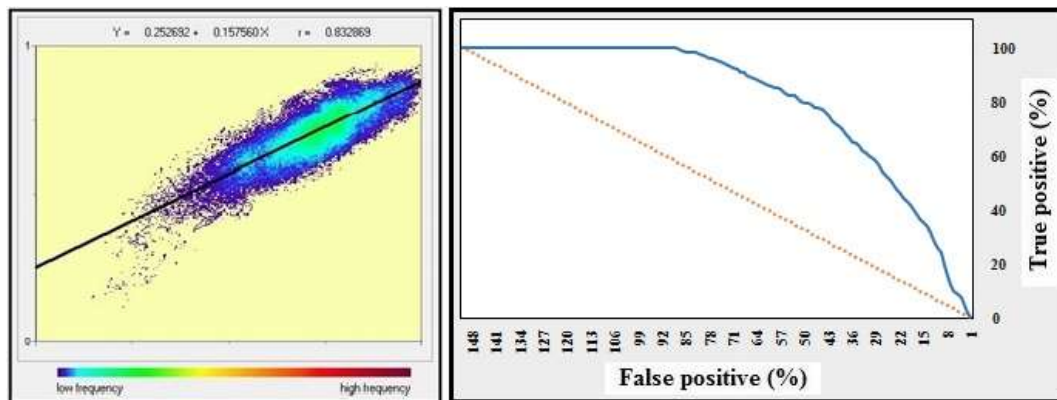 Y = 0.252692 + 0.157560 X r = 0.832869
1
0
low frequency high frequency
100
80
60
40
20
0
True positive (%)
148 141 134 127 120 113 106 99 92 85 78 71 64 57 50 43 36 29 22 15 8 1
False positive (%)